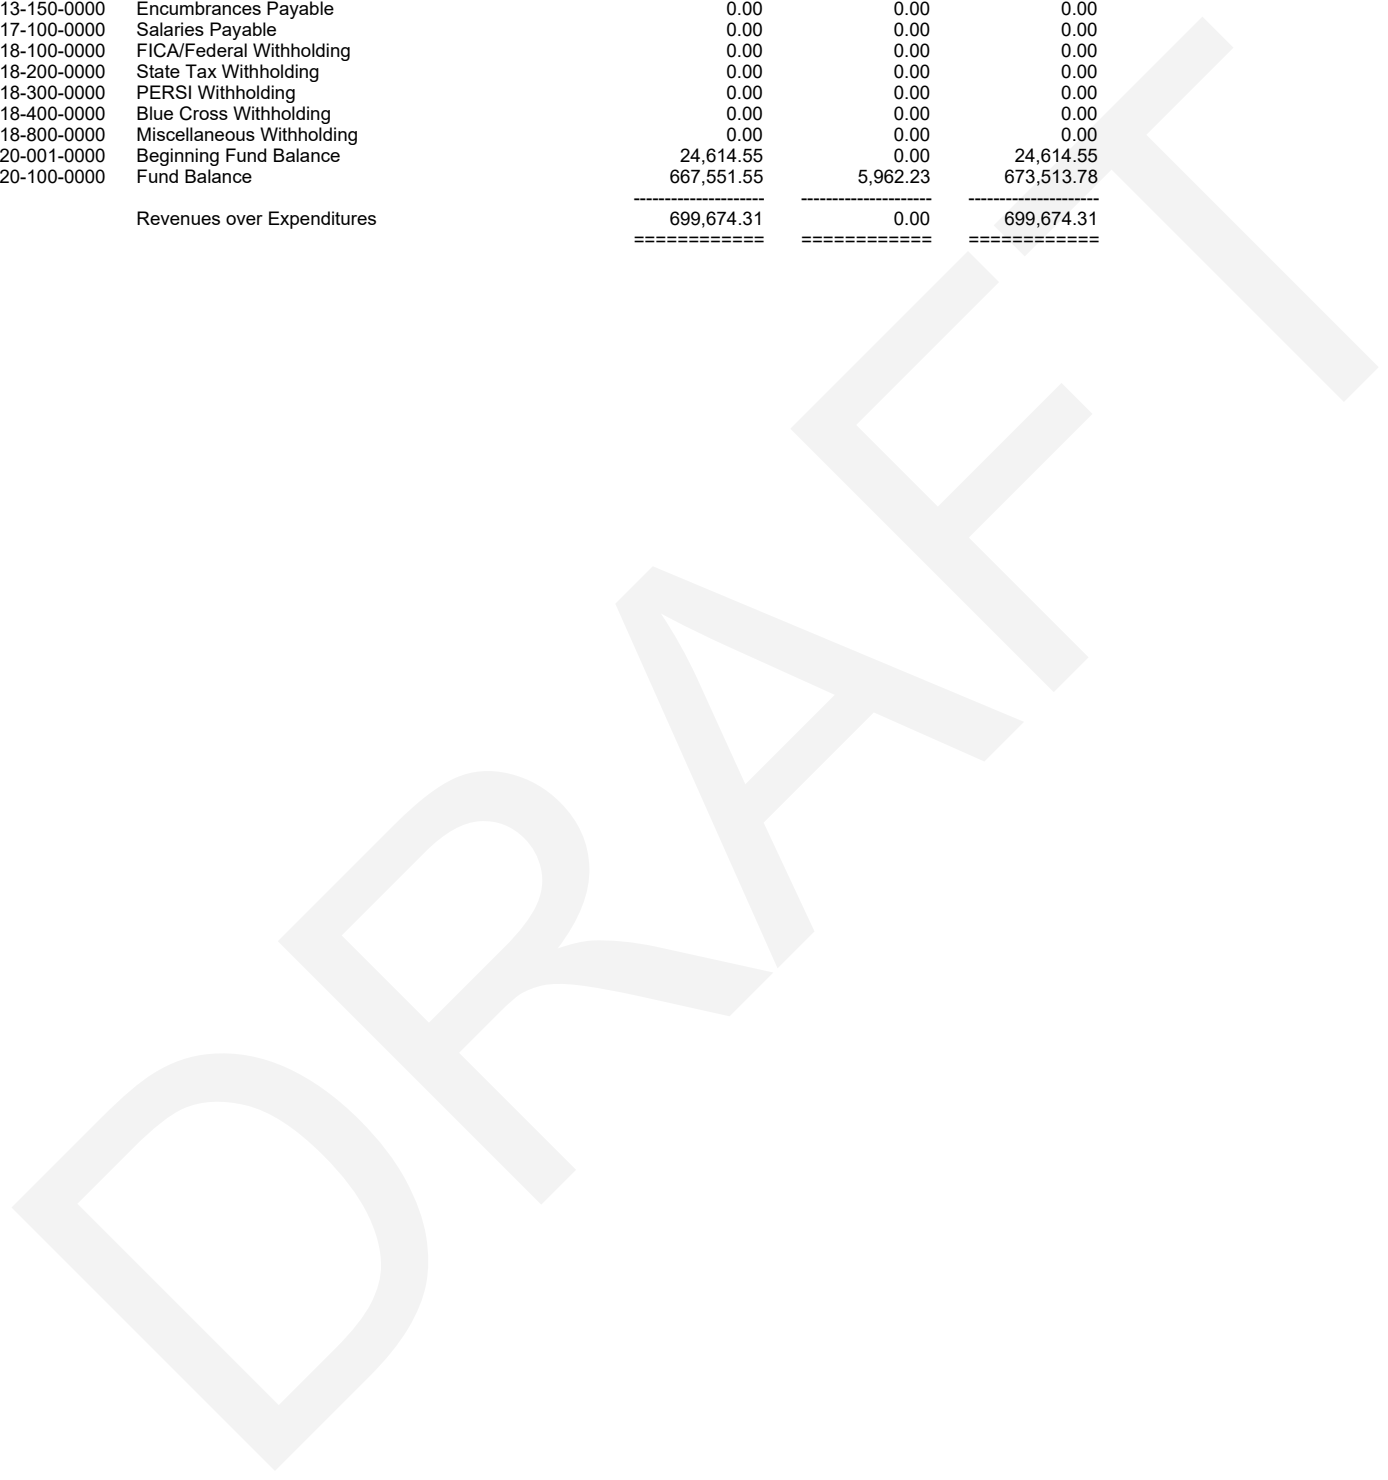 13-150-0000 Encumbrances Payable 0.00 0.00 0.00
17-100-0000 Salaries Payable 0.00 0.00 0.00
18-100-0000 FICA/Federal Withholding 0.00 0.00 0.00
18-200-0000 State Tax Withholding 0.00 0.00 0.00
18-300-0000 PERSI Withholding 0.00 0.00 0.00
18-400-0000 Blue Cross Withholding 0.00 0.00 0.00
18-800-0000 Miscellaneous Withholding 0.00 0.00 0.00
20-001-0000 Beginning Fund Balance 24,614.55 0.00 24,614.55
20-100-0000 Fund Balance 667,551.55 5,962.23 673,513.78
--------------------- --------------------- ---------------------
Revenues over Expenditures 699,674.31 0.00 699,674.31
============ ============ ============
DRAFT